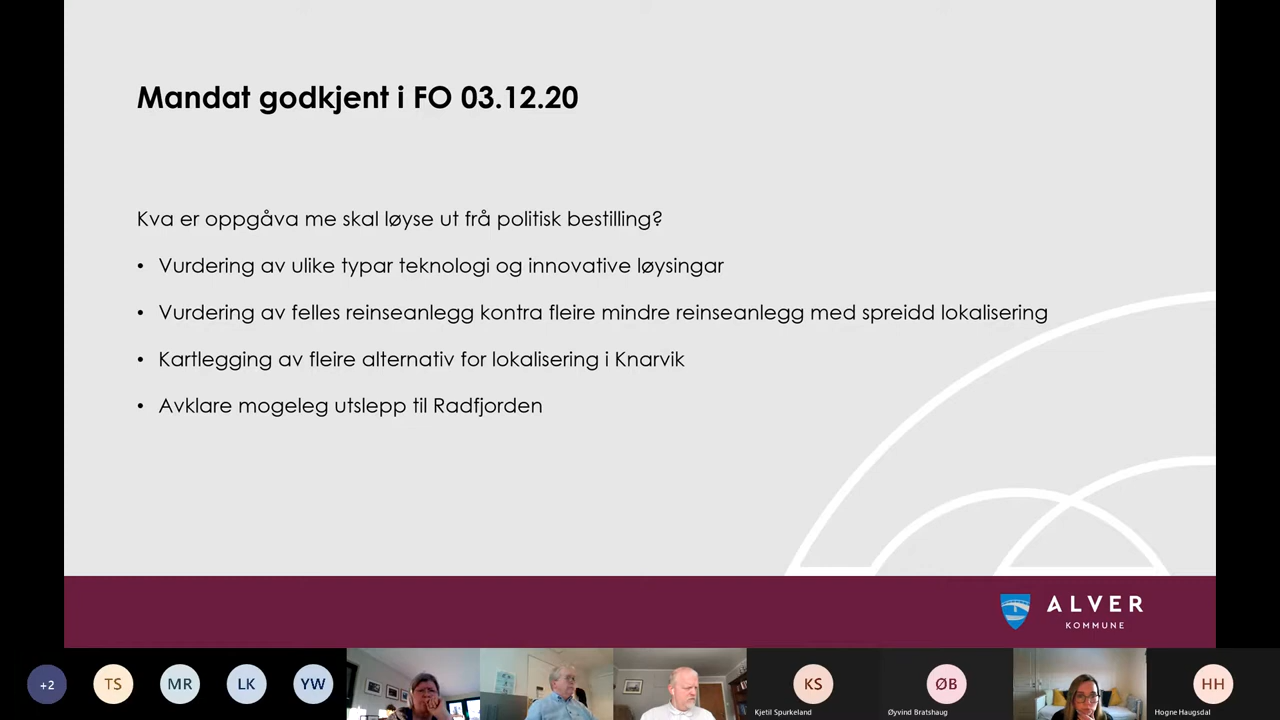 Mandat godkjent i FO 03.12.20
Kva er oppgåva me skal løyse ut frå politisk bestilling?
• Vurdering av ulike typar teknologi og innovative løysingar
• Vurdering av felles reinseanlegg kontra fleire mindre reinseanlegg med spreidd lokalisering
• Kartlegging av fleire alternativ for lokalisering i Knarvik
• Avklare mogeleg utslepp til Radfjorden
ALVER
KOMMUNE
+2 TS MR LK YW KS ØB HH
Kjetil Spurkeland Øyvind Bratshaug Hogne Haugsdal